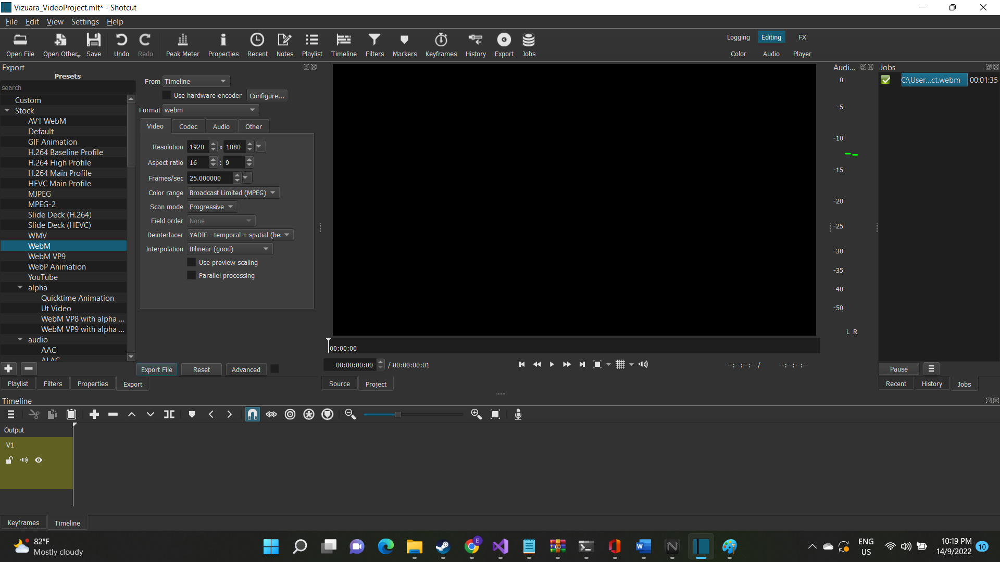 Vizuara_VideoProject.mlt* - Shotcut
File Edit View Settings Help
Open File Open Other... Save Undo Redo Peak Meter Properties Recent Notes Playlist Timeline Filters Markers Keyframes History Export Jobs
Logging Editing FX
Color Audio Player
Export
Presets
search
Custom
Stock
AV1 WebM
Default
GIF Animation
H.264 Baseline Profile
H.264 High Profile
H.264 Main Profile
HEVC Main Profile
MJPEG
MPEG-2
Slide Deck (H.264)
Slide Deck (HEVC)
WMV
WebM
WebM VP9
WebP Animation
YouTube
alpha
Quicktime Animation
Ut Video
WebM VP8 with alpha ...
WebM VP9 with alpha ...
audio
AAC
ALAC
From Timeline
Use hardware encoder Configure...
Format webm
Video Codec Audio Other
Resolution 1920 x 1080
Aspect ratio 16 : 9
Frames/sec 25.000000
Color range Broadcast Limited (MPEG)
Scan mode Progressive
Field order None
Deinterlacer YADIF - temporal + spatial (be
Interpolation Bilinear (good)
Use preview scaling
Parallel processing
Export File Reset Advanced
Playlist Filters Properties Export
00:00:00
00:00:00:00 / 00:00:00:01
--:--:--:-- / --:--:--:--
Source Project
Audi...
0
-5
-10
-15
-20
-25
-30
-35
-40
-50
L R
Jobs
C:\User...ct.webm 00:01:35
Pause
Recent History Jobs
Timeline
Output
V1
Keyframes Timeline
82°F
Mostly cloudy
E
ENG
US
10:19 PM
14/9/2022
10